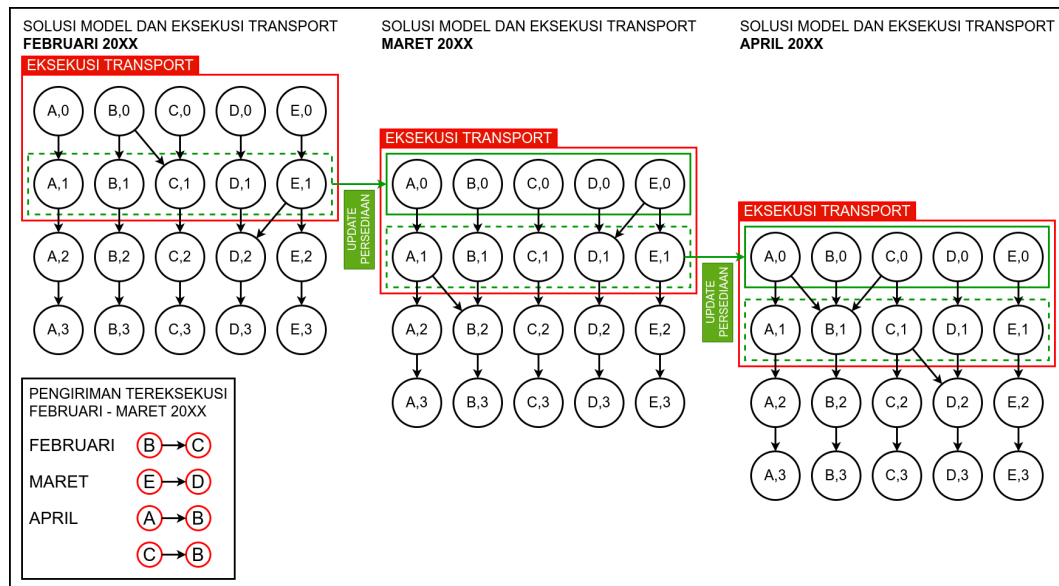 SOLUSI MODEL DAN EKSEKUSI TRANSPORT
FEBRUARI 20XX
EKSEKUSI TRANSPORT
A,0 B,0 C,0 D,0 E,0
A,1 B,1 C,1 D,1 E,1
A,2 B,2 C,2 D,2 E,2
A,3 B,3 C,3 D,3 E,3
UPDATE
PERSEDIAAN
SOLUSI MODEL DAN EKSEKUSI TRANSPORT
MARET 20XX
EKSEKUSI TRANSPORT
A,0 B,0 C,0 D,0 E,0
A,1 B,1 C,1 D,1 E,1
A,2 B,2 C,2 D,2 E,2
A,3 B,3 C,3 D,3 E,3
UPDATE
PERSEDIAAN
SOLUSI MODEL DAN EKSEKUSI TRANSPORT
APRIL 20XX
EKSEKUSI TRANSPORT
A,0 B,0 C,0 D,0 E,0
A,1 B,1 C,1 D,1 E,1
A,2 B,2 C,2 D,2 E,2
A,3 B,3 C,3 D,3 E,3
PENGIRIMAN TEREKSEKUSI
FEBRUARI - MARET 20XX
FEBRUARI B C
MARET E D
APRIL A B
C B